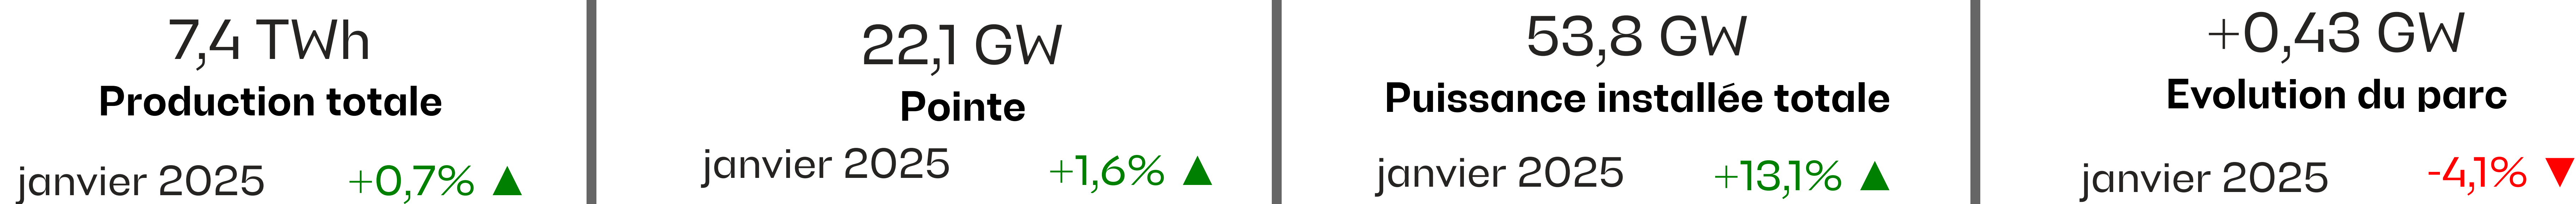 7,4 TWh
Production totale
janvier 2025 +0,7% ▲
22,1 GW
Pointe
janvier 2025 +1,6% ▲
53,8 GW
Puissance installée totale
janvier 2025 +13,1% ▲
+0,43 GW
Evolution du parc
janvier 2025 -4,1% ▼